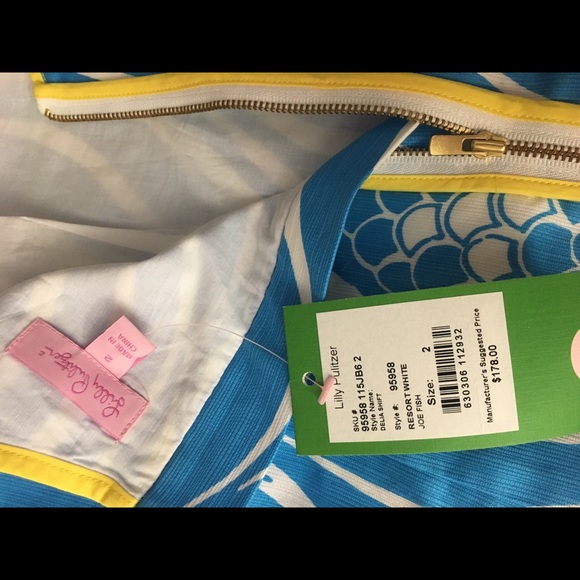 Lilly Pulitzer
SKU #
95958 115JB6 2
Style Name:
DELIA SHIFT
Style #:
95958
RESORT WHITE
JOE FISH
Size: 2
630306 112932
Manufacturer's Suggested Price
$178.00
Lilly Pulitzer
2
MADE IN
CHINA